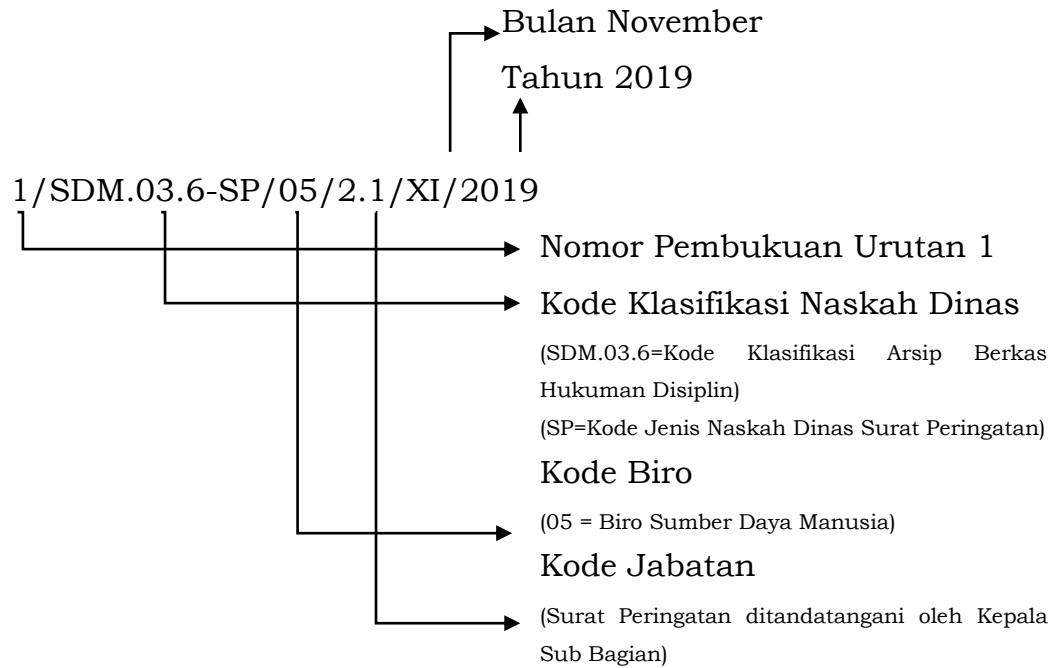 Bulan November
Tahun 2019
1/SDM.03.6-SP/05/2.1/XI/2019
Nomor Pembukuan Urutan 1
Kode Klasifikasi Naskah Dinas
(SDM.03.6=Kode Klasifikasi Arsip Berkas
Hukuman Disiplin)
(SP=Kode Jenis Naskah Dinas Surat Peringatan)
Kode Biro
(05 = Biro Sumber Daya Manusia)
Kode Jabatan
(Surat Peringatan ditandatangani oleh Kepala
Sub Bagian)